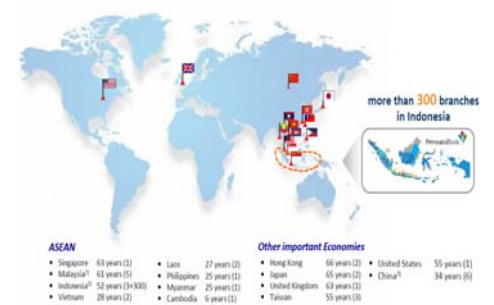 more than 300 branches
in Indonesia
PermataBank
ASEAN
• Singapore 63 years (1)
• Malaysia 61 years (5)
• Indonesia 52 years (3+300)
• Vietnam 28 years (2)
• Laos 27 years (2)
• Philippines 25 years (1)
• Myanmar 25 years (1)
• Cambodia 6 years (1)
Other important Economies
• Hong Kong 66 years (2)
• Japan 65 years (2)
• United Kingdom 63 years (1)
• Taiwan 55 years (3)
• United States 55 years (1)
• China 34 years (6)